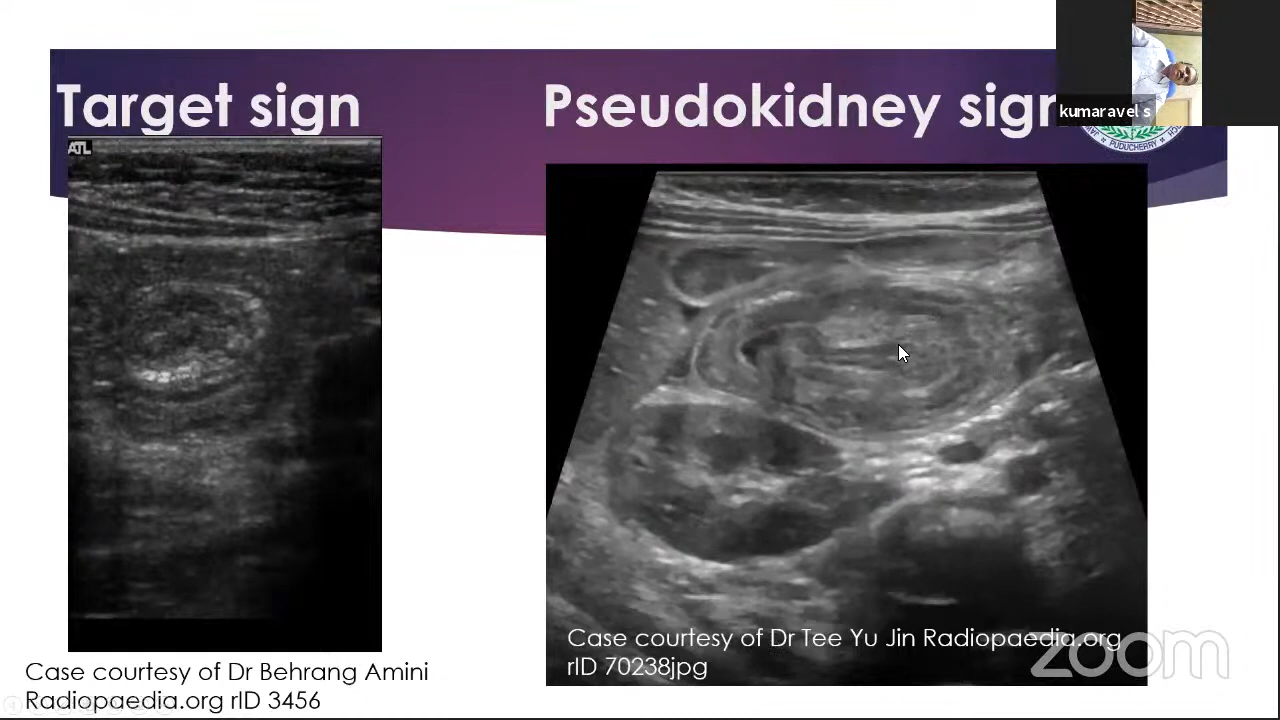 Target sign
Pseudokidney sign
kumaravel s
PUDUCHERRY
ATL
Case courtesy of Dr Behrang Amini
Radiopaedia.org rID 3456
Case courtesy of Dr Tee Yu Jin Radiopaedia.org
rID 70238jpg
zoom